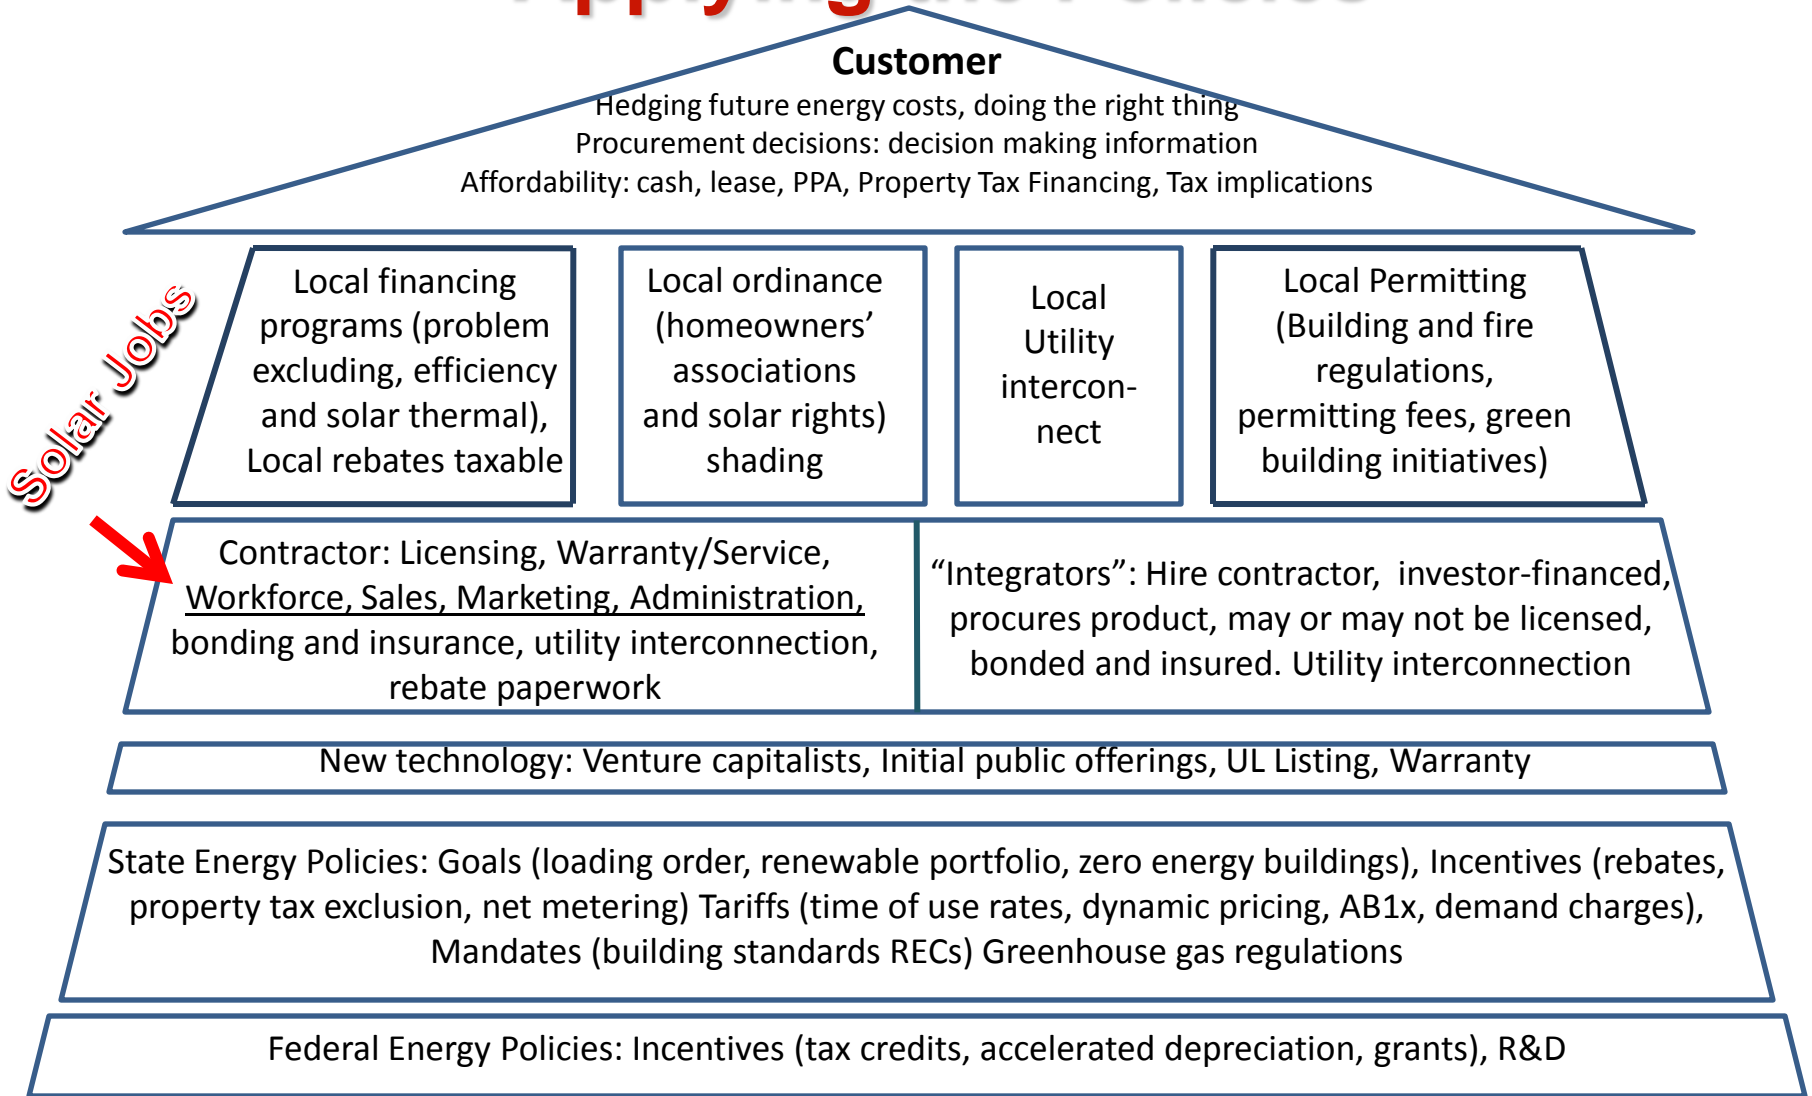 Applying the Policies
Customer
Hedging future energy costs, doing the right thing
Procurement decisions: decision making information
Affordability: cash, lease, PPA, Property Tax Financing, Tax implications
Solar Jobs
Local financing
programs (problem
excluding, efficiency
and solar thermal),
Local rebates taxable
Local ordinance
(homeowners’
associations
and solar rights)
shading
Local
Utility
intercon-
nect
Local Permitting
(Building and fire
regulations,
permitting fees, green
building initiatives)
Contractor: Licensing, Warranty/Service,
Workforce, Sales, Marketing, Administration,
bonding and insurance, utility interconnection,
rebate paperwork
“Integrators”: Hire contractor, investor-financed,
procures product, may or may not be licensed,
bonded and insured. Utility interconnection
New technology: Venture capitalists, Initial public offerings, UL Listing, Warranty
State Energy Policies: Goals (loading order, renewable portfolio, zero energy buildings), Incentives (rebates,
property tax exclusion, net metering) Tariffs (time of use rates, dynamic pricing, AB1x, demand charges),
Mandates (building standards RECs) Greenhouse gas regulations
Federal Energy Policies: Incentives (tax credits, accelerated depreciation, grants), R&D